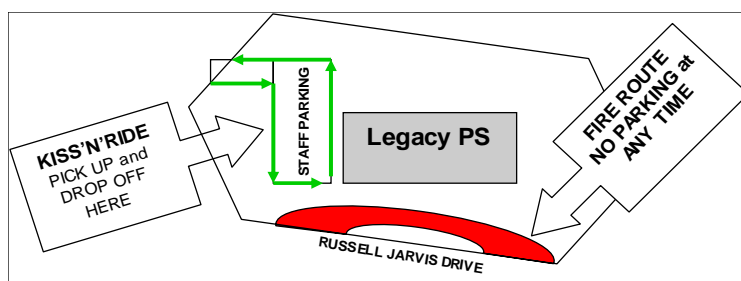 KISS'N'RIDE
PICK UP and
DROP OFF
HERE
STAFF PARKING
Legacy PS
FIRE ROUTE
NO PARKING at
ANY TIME
RUSSELL JARVIS DRIVE